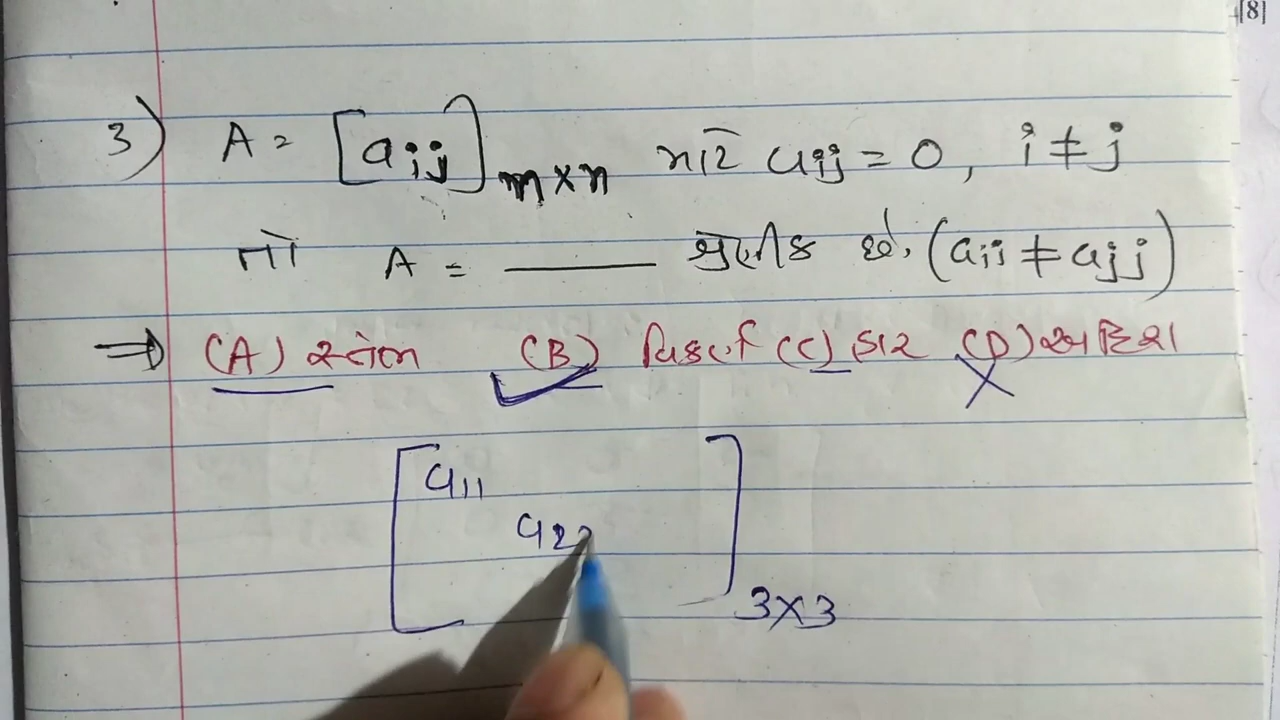 [8]
3) A = [aij]m×n માટે aij = 0, i ≠ j
તો A = ______ શ્રેણીક છે. (aii ≠ ajj)
⇒ (A) સ્તંભ (B) વિકર્ણ (C) હાર (D) અદિશ
a11
a22
3×3